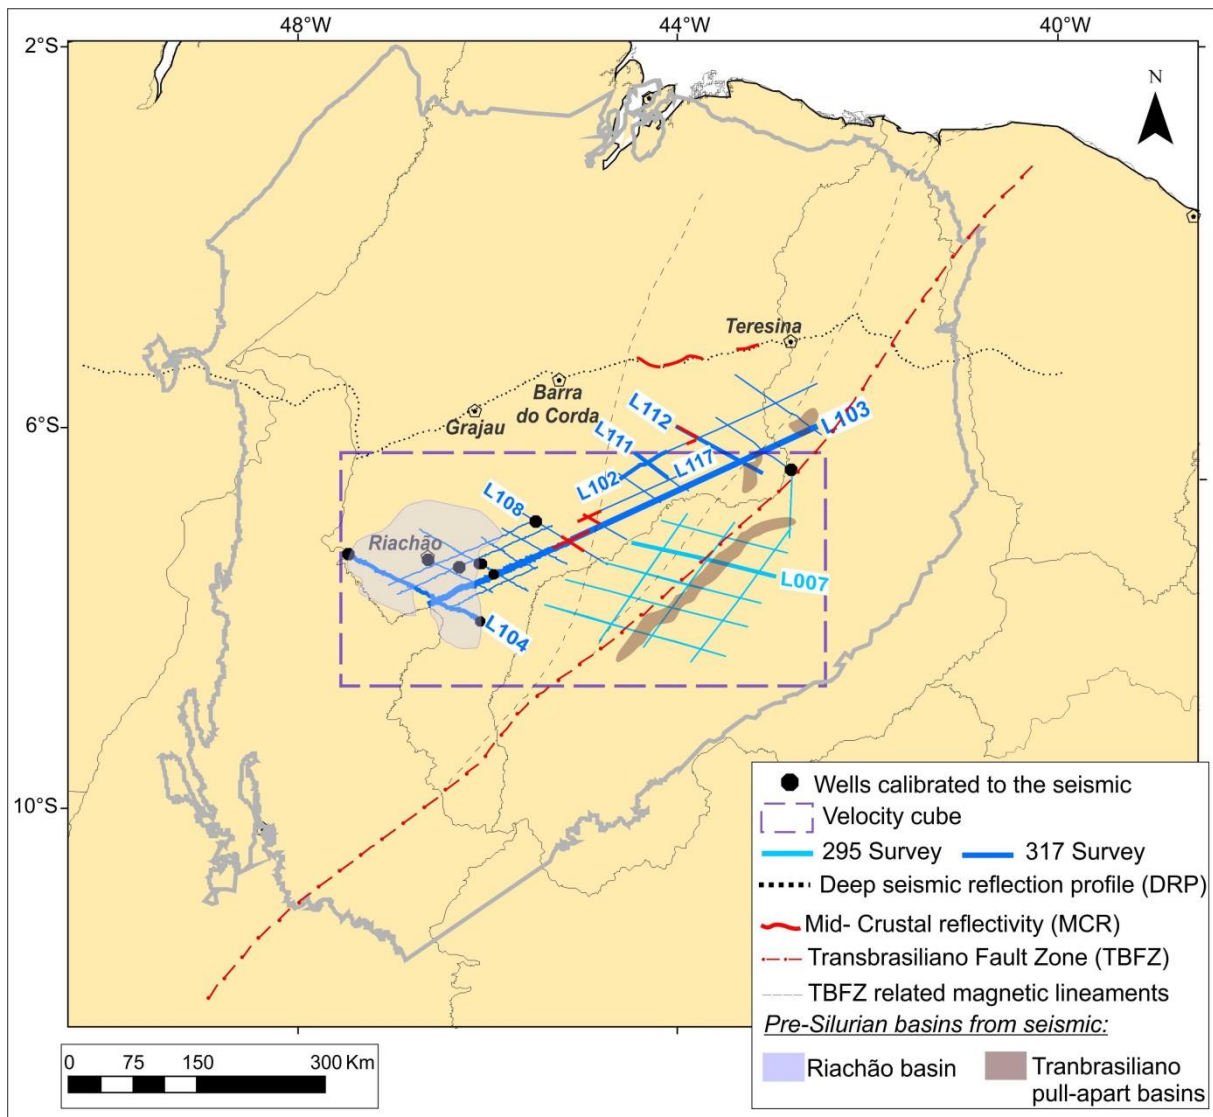 48°W 44°W 40°W
2°S
N
Teresina
Barra
do Corda
Grajau
6°S
L112
L103
L111
L117
L102
L108
Riachão
L007
L104
10°S
Wells calibrated to the seismic
Velocity cube
295 Survey 317 Survey
Deep seismic reflection profile (DRP)
Mid- Crustal reflectivity (MCR)
Transbrasiliano Fault Zone (TBFZ)
TBFZ related magnetic lineaments
Pre-Silurian basins from seismic:
Riachão basin
Tranbrasiliano
pull-apart basins
0 75 150 300 Km